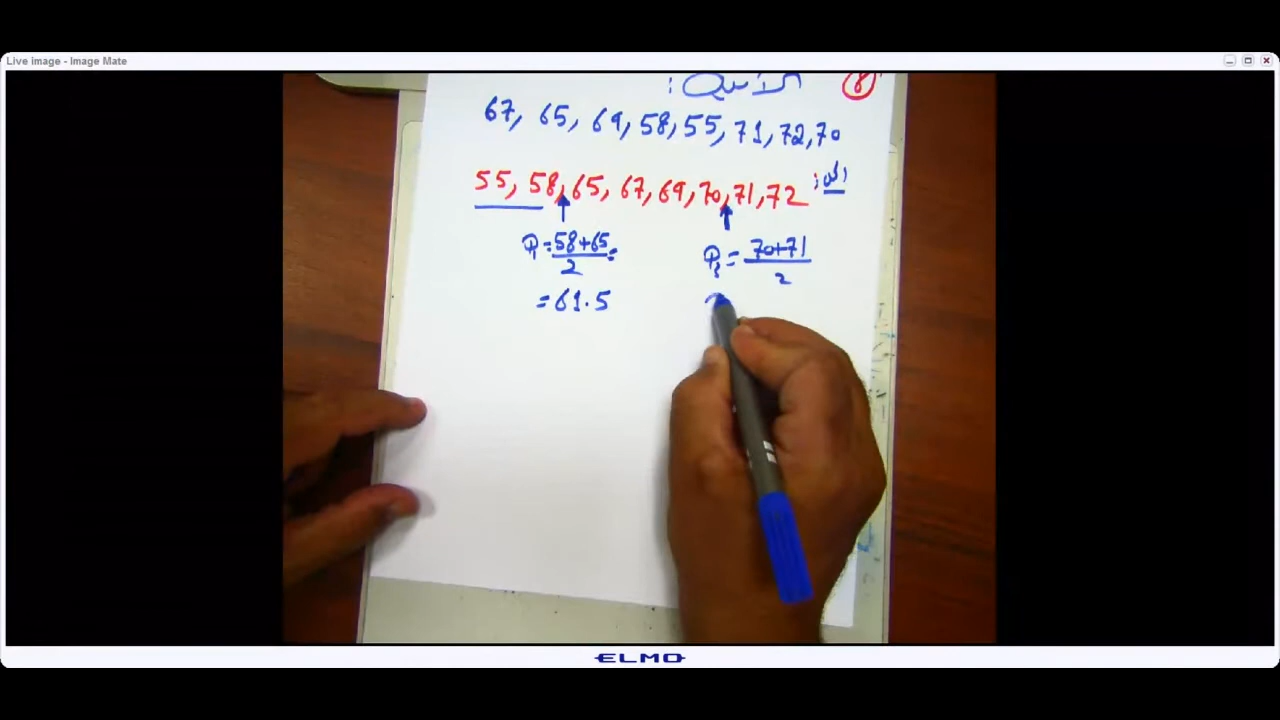 Live image - Image Mate
8
67, 65, 69, 58, 55, 71, 72, 70
الحل:
55, 58, 65, 67, 69, 70, 71, 72
Q₁ = 58+65/2 =
= 61.5
Q₃ = 70+71/2
ELMO